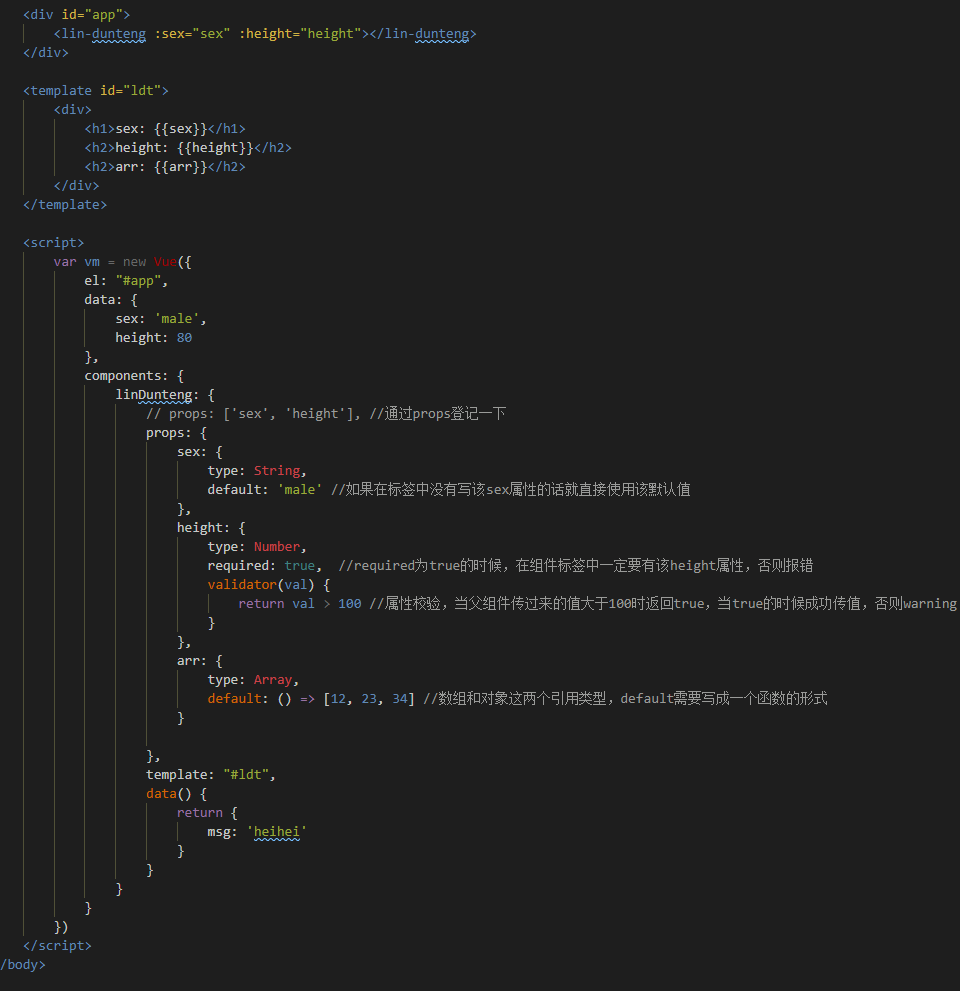 <div id="app">
    <lin-dunteng :sex="sex" :height="height"></lin-dunteng>
</div>

<template id="ldt">
    <div>
        <h1>sex: {{sex}}</h1>
        <h2>height: {{height}}</h2>
        <h2>arr: {{arr}}</h2>
    </div>
</template>

<script>
    var vm = new Vue({
        el: "#app",
        data: {
            sex: 'male',
            height: 80
        },
        components: {
            linDunteng: {
                // props: ['sex', 'height'], //通过props登记一下
                props: {
                    sex: {
                        type: String,
                        default: 'male' //如果在标签中没有写该sex属性的话就直接使用该默认值
                    },
                    height: {
                        type: Number,
                        required: true,  //required为true的时候，在组件标签中一定要有该height属性，否则报错
                        validator(val) {
                            return val > 100 //属性校验，当父组件传过来的值大于100时返回true，当true的时候成功传值，否则warning
                        }
                    },
                    arr: {
                        type: Array,
                        default: () => [12, 23, 34] //数组和对象这两个引用类型，default需要写成一个函数的形式
                    }

                },
                template: "#ldt",
                data() {
                    return {
                        msg: 'heihei'
                    }
                }
            }
        }
    })
</script>
/body>